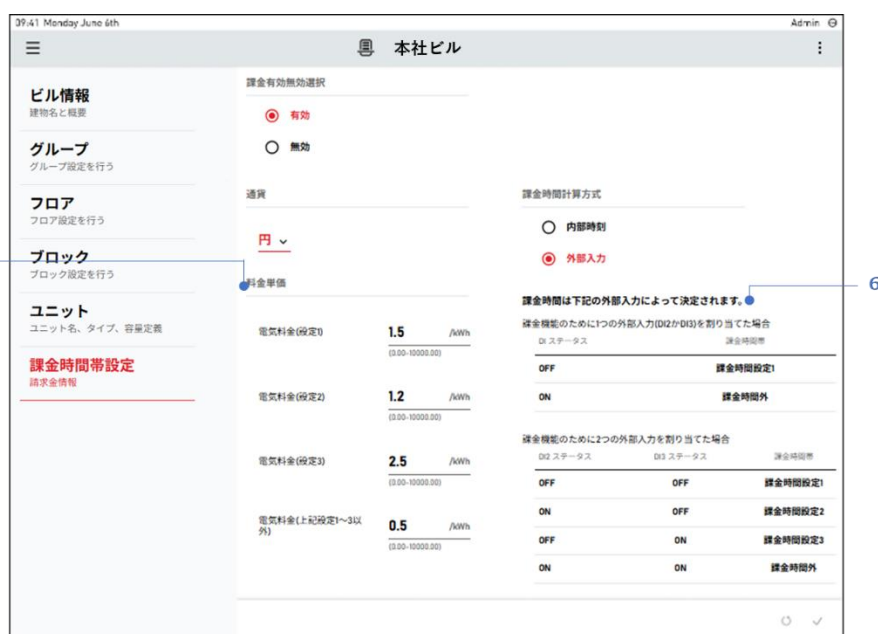 09:41 Monday June 6th
Admin
本社ビル
ビル情報
建物名と概要
グループ
グループ設定を行う
フロア
フロア設定を行う
ブロック
ブロック設定を行う
ユニット
ユニット名、タイプ、容量定義
課金時間帯設定
請求金情報
課金有効無効選択
有効
無効
通貨
円
料金単価
電気料金(設定1)
1.5 /kWh
(0.00-10000.00)
電気料金(設定2)
1.2 /kWh
(0.00-10000.00)
電気料金(設定3)
2.5 /kWh
(0.00-10000.00)
電気料金(上記設定1〜3以
外)
0.5 /kWh
(0.00-10000.00)
課金時間計算方式
内部時刻
外部入力
課金時間は下記の外部入力によって決定されます。
6
課金機能のために1つの外部入力(DI2かDI3)を割り当てた場合
DI ステータス 課金時間帯
OFF 課金時間設定1
ON 課金時間外
課金機能のために2つの外部入力を割り当てた場合
DI2 ステータス DI3 ステータス 課金時間帯
OFF OFF 課金時間設定1
ON OFF 課金時間設定2
OFF ON 課金時間設定3
ON ON 課金時間外